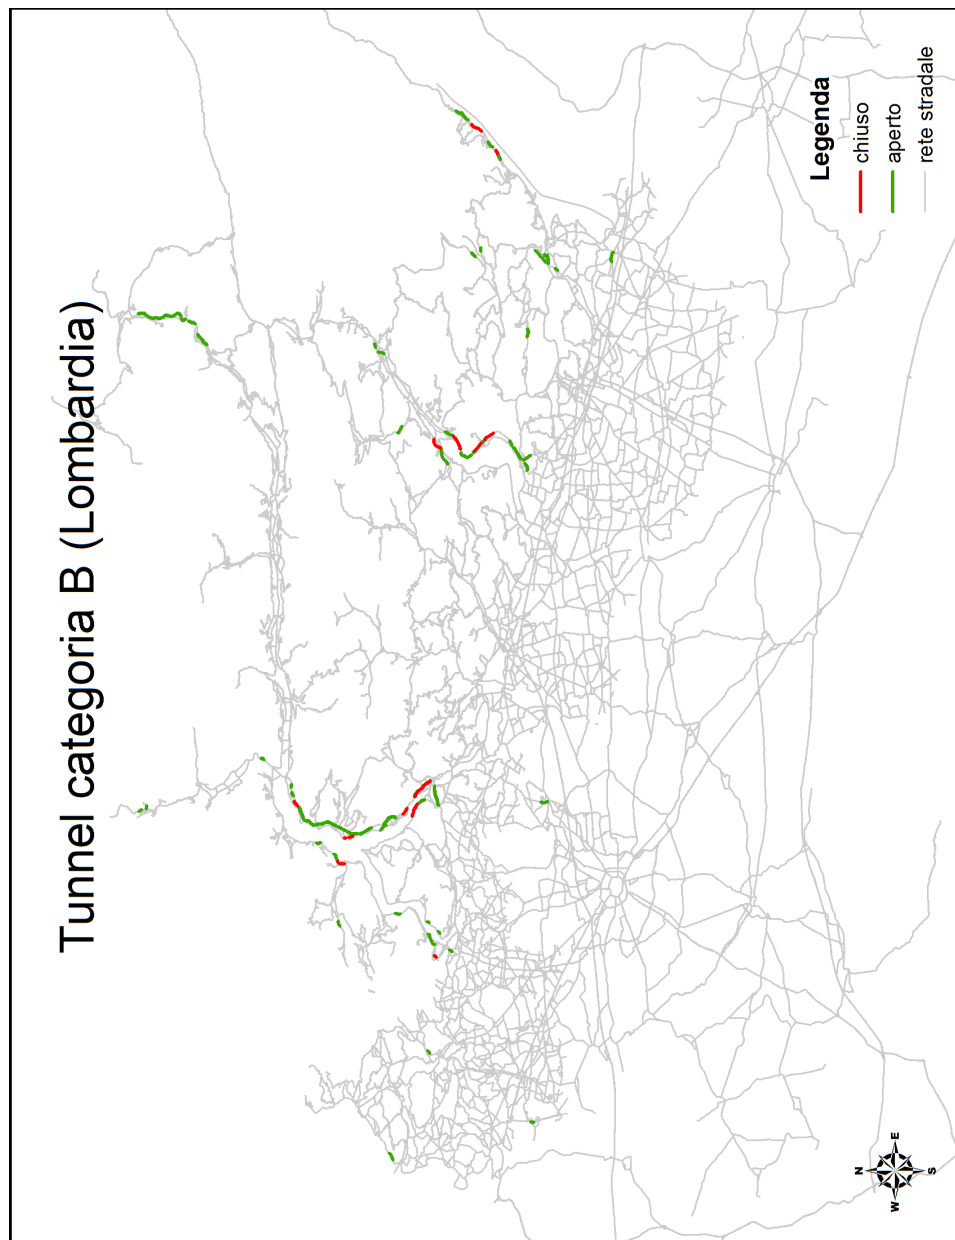 Tunnel categoria B (Lombardia)
Legenda
chiuso
aperto
rete stradale
N
W
E
S